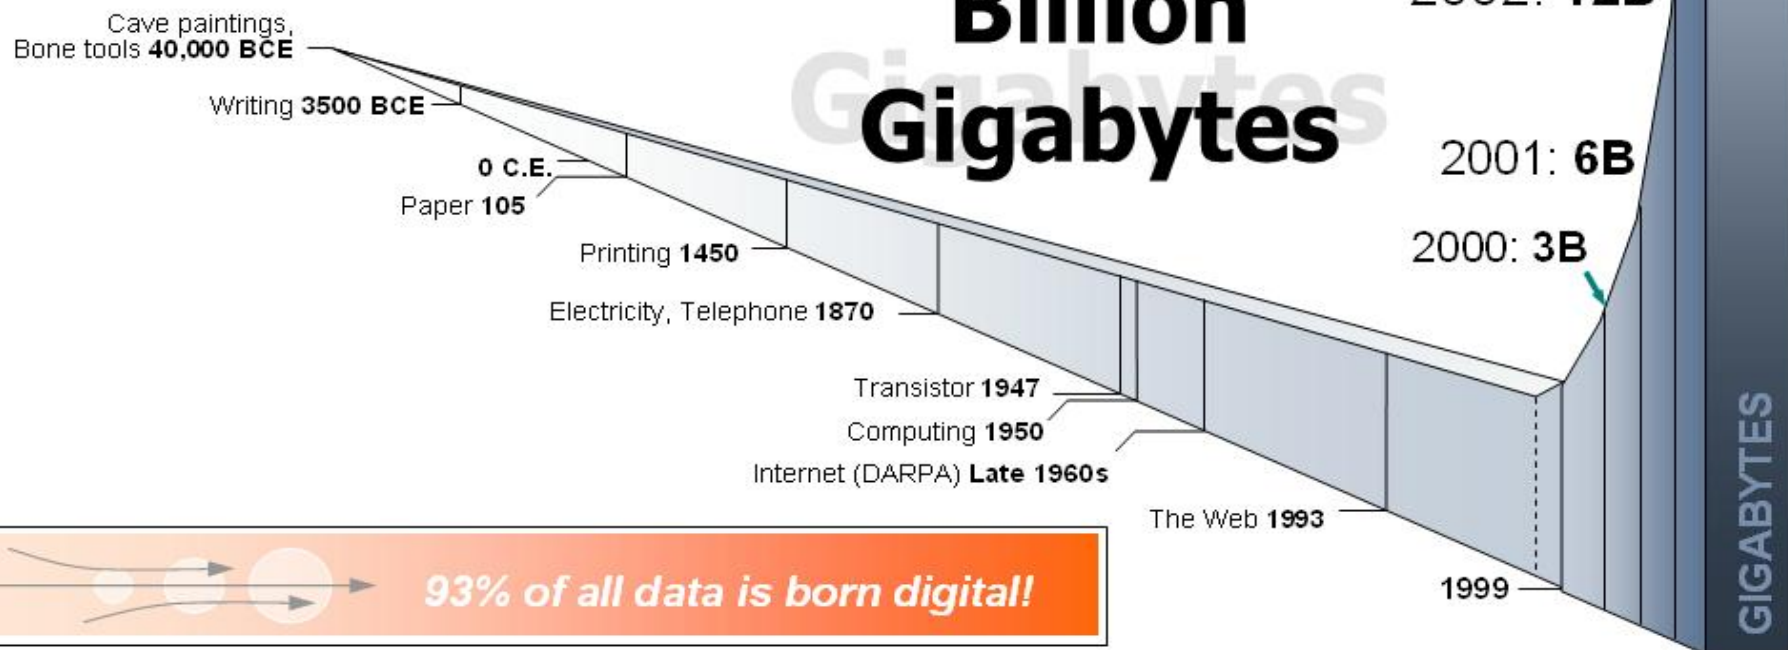 Cave paintings,
Bone tools 40,000 BCE
Writing 3500 BCE
0 C.E.
Paper 105
Printing 1450
Electricity, Telephone 1870
Transistor 1947
Computing 1950
Internet (DARPA) Late 1960s
The Web 1993
1999
Billion
Gigabytes
Gigabytes
2002: 12B
2001: 6B
2000: 3B
GIGABYTES
93% of all data is born digital!